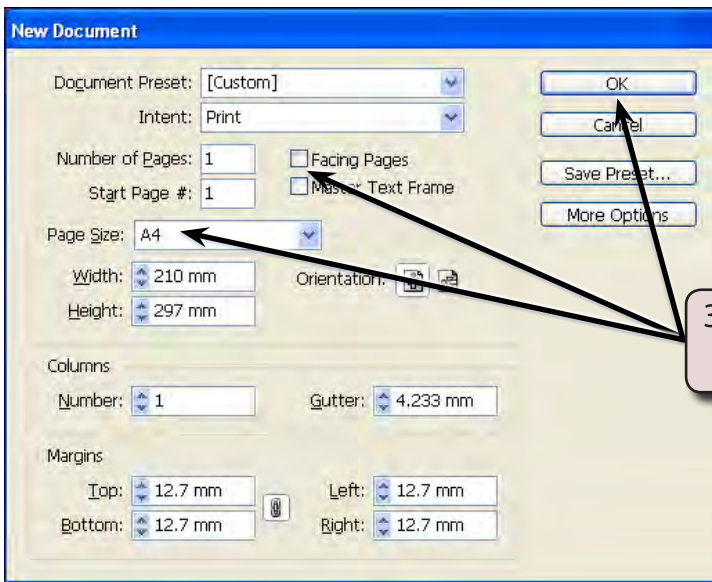 New Document
Document Preset: [Custom]
Intent: Print
Number of Pages: 1
Facing Pages
Start Page #: 1
Master Text Frame
Page Size: A4
Width: 210 mm
Orientation:
Height: 297 mm
Columns
Number: 1
Gutter: 4.233 mm
Margins
Top: 12.7 mm
Left: 12.7 mm
Bottom: 12.7 mm
Right: 12.7 mm
OK
Cancel
Save Preset...
More Options
3